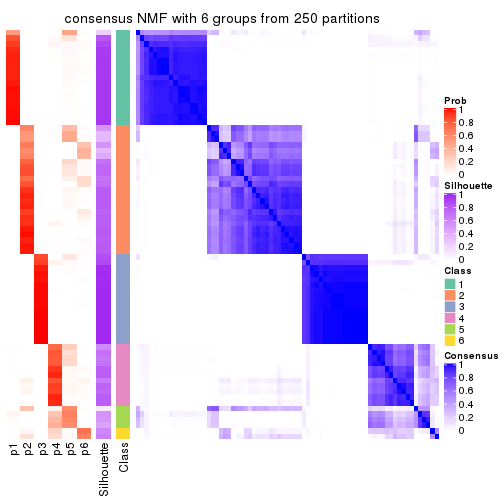 consensus NMF with 6 groups from 250 partitions
Prob
1
0.8
0.6
0.4
0.2
0
Silhouette
1
0.8
0.6
0.4
0.2
0
Class
1
2
3
4
5
6
Consensus
1
0.8
0.6
0.4
0.2
0
p1
p2
p3
p4
p5
p6
Silhouette
Class